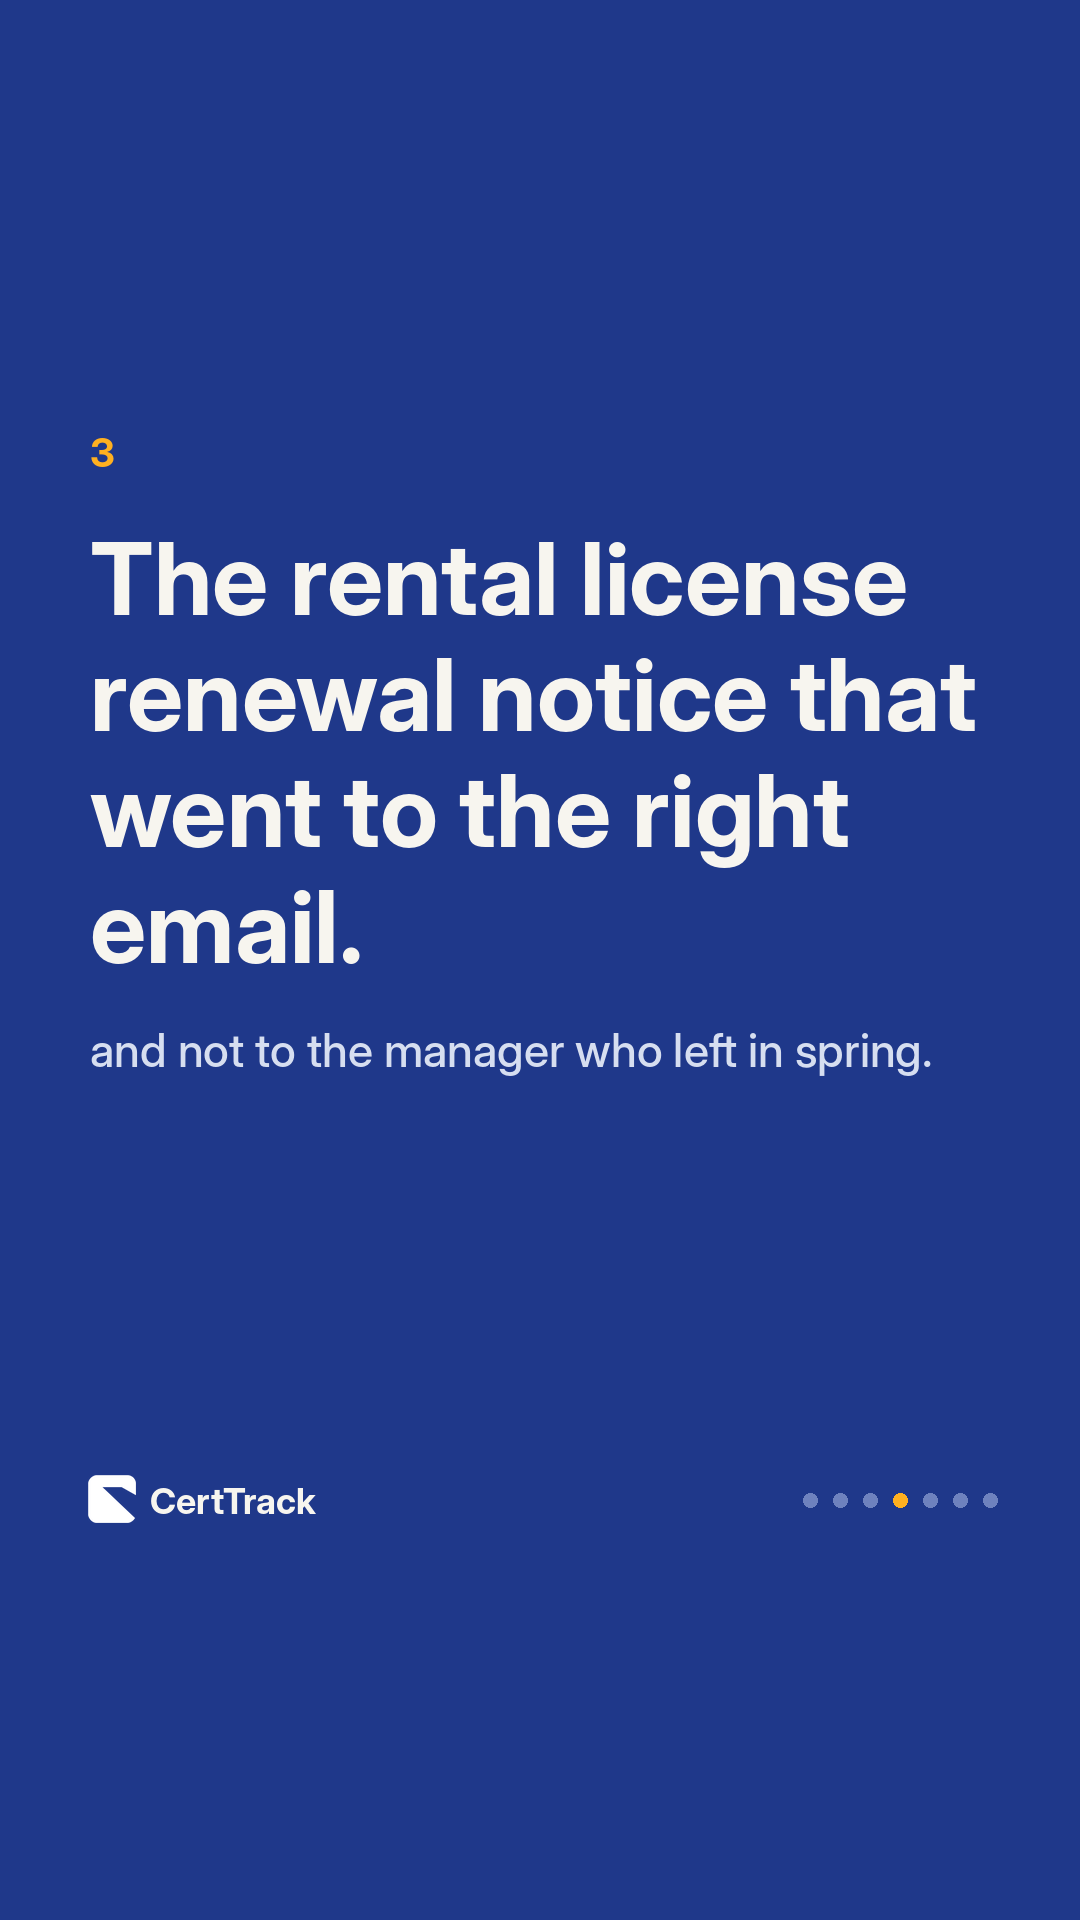 3
The rental license
renewal notice that
went to the right
email.
and not to the manager who left in spring.
CertTrack